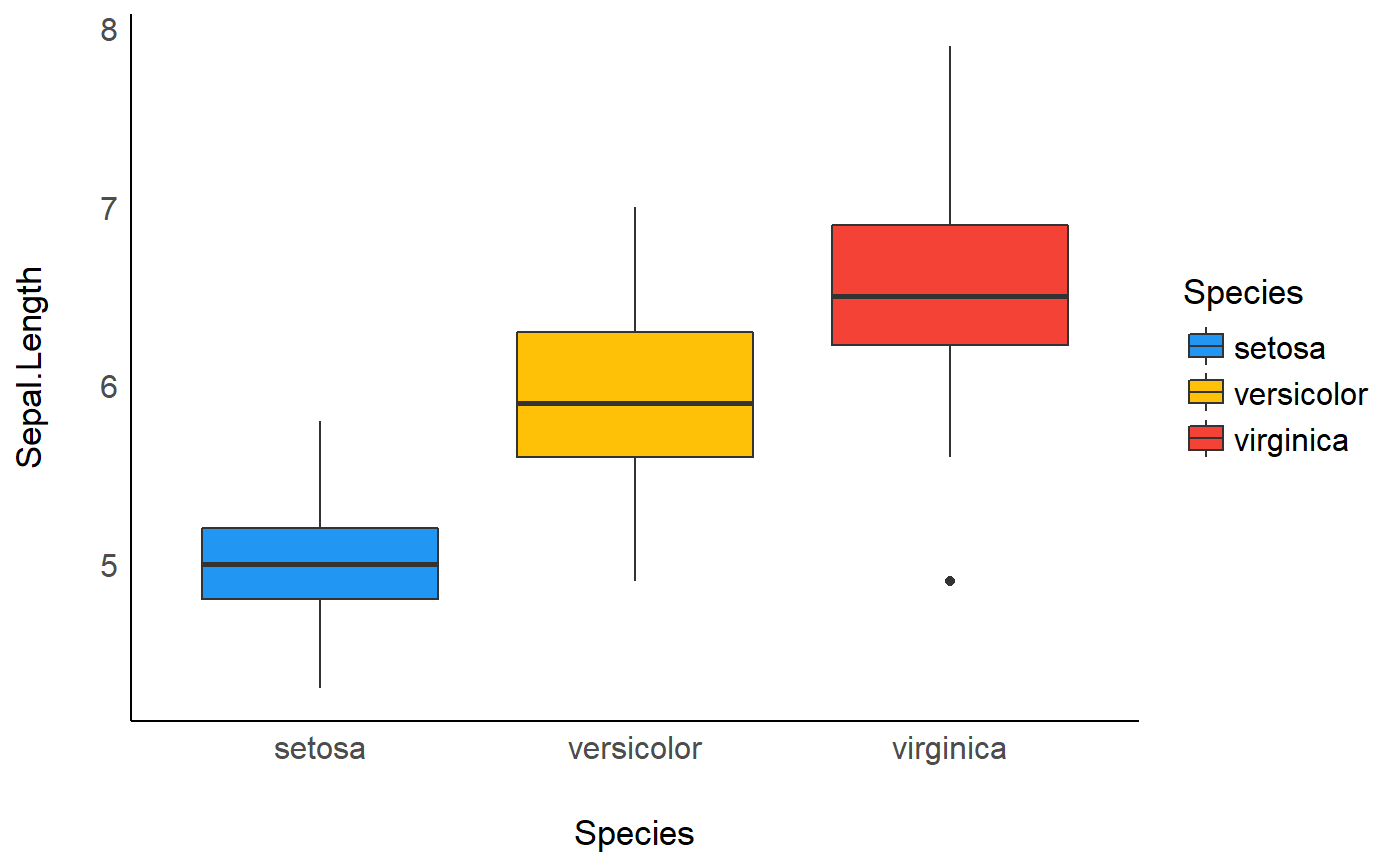 8
7
6
5
Sepal.Length
setosa
versicolor
virginica
Species
Species
setosa
versicolor
virginica